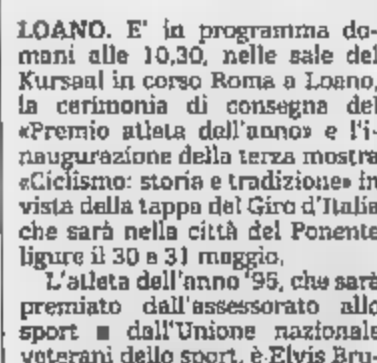 LOANO. E' in programma do-
mani alle 10,30, nelle sale del
Kursaal in corso Roma a Loano,
la cerimonia di consegna del
«Premio atleta dell'anno» e l'i-
naugurazione della terza mostra
«Ciclismo: storia e tradizione» in
vista della tappa del Giro d'Italia
che sarà nella città del Ponente
ligure il 30 e 31 maggio.
L'atleta dell'anno '95, che sarà
premiato dall'assessorato allo
sport e dall'Unione nazionale
veterani dello sport, è Elvis Bru-